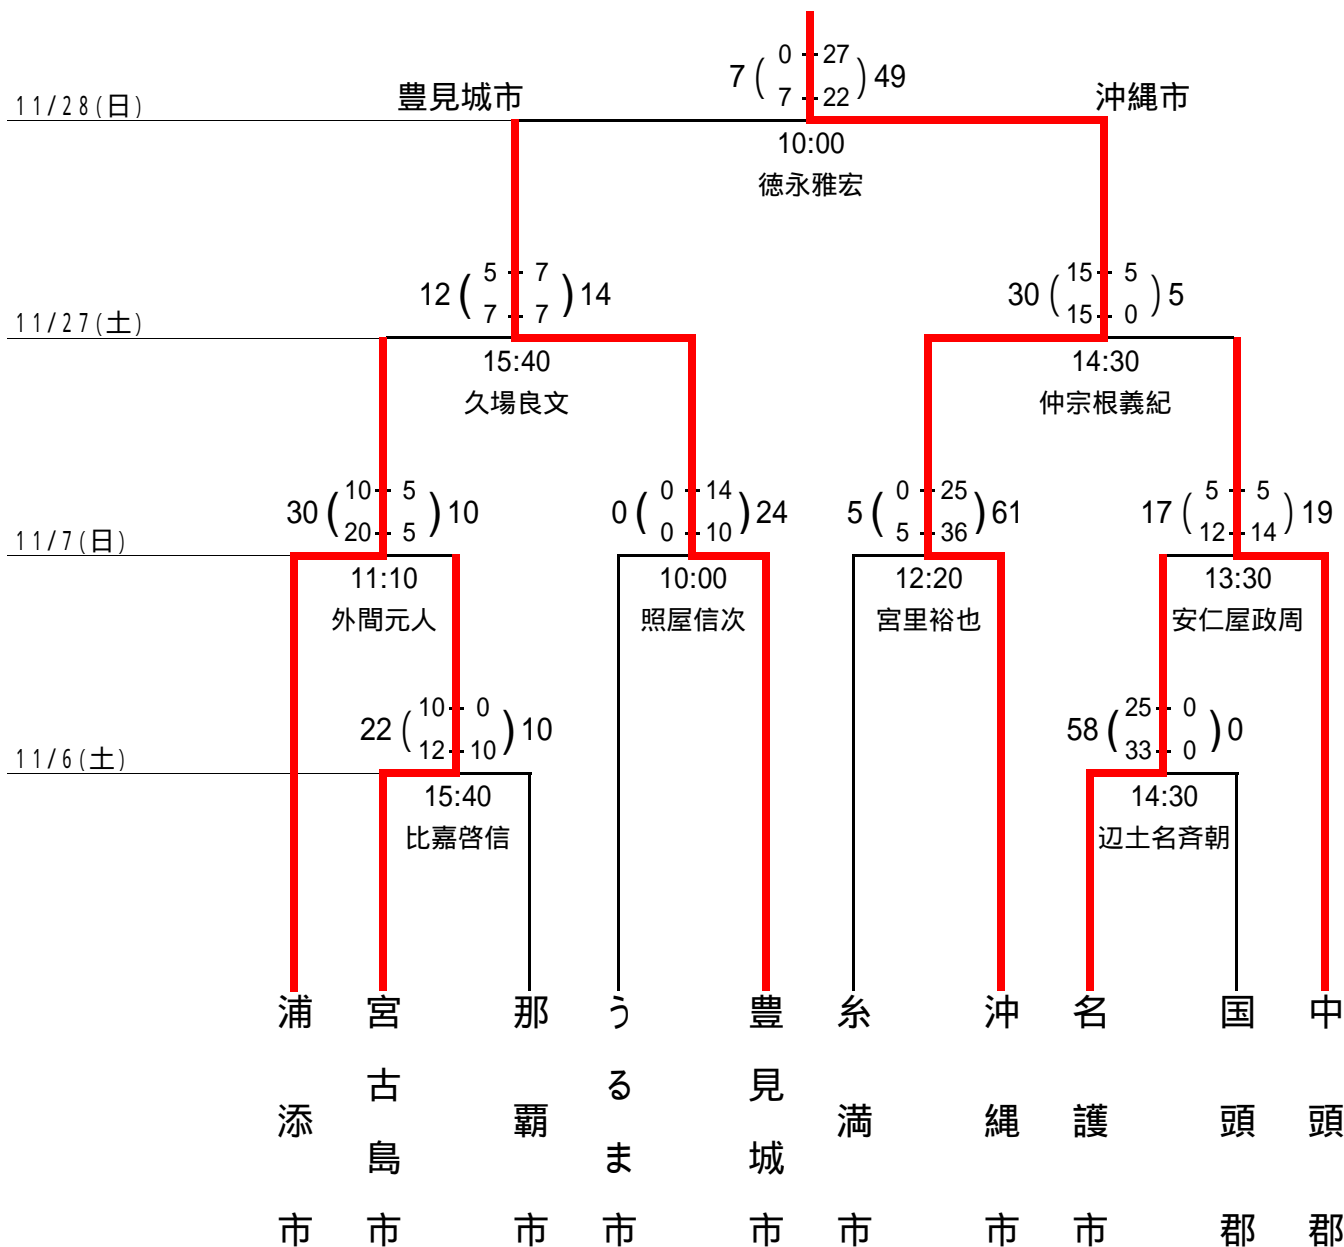 0 27
7 ( ) 49
7 22
豊見城市
沖縄市
11/28(日)
10:00
徳永雅宏
5 7
12 ( ) 14
7 7
15 5
30 ( ) 5
15 0
11/27(土)
15:40
久場良文
14:30
仲宗根義紀
10 5
30 ( ) 10
20 5
0 14
0 ( ) 24
0 10
0 25
5 ( ) 61
5 36
5 5
17 ( ) 19
12 14
11/7(日)
11:10
外間元人
10:00
照屋信次
12:20
宮里裕也
13:30
安仁屋政周
10 0
22 ( ) 10
12 10
25 0
58 ( ) 0
33 0
11/6(土)
15:40
比嘉啓信
14:30
辺土名斉朝
浦添市
宮古島市
那覇市
うるま市
豊見城市
糸満市
沖縄市
名護市
国頭郡
中頭郡